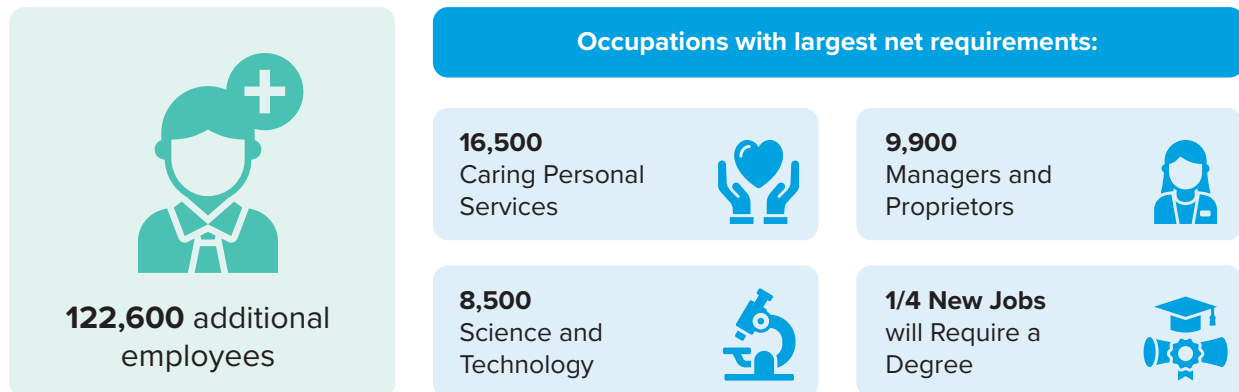 122,600 additional
employees
Occupations with largest net requirements:
16,500
Caring Personal
Services
9,900
Managers and
Proprietors
8,500
Science and
Technology
1/4 New Jobs
will Require a
Degree